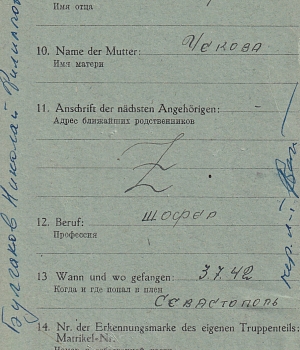 Имя отца
10. Name der Mutter: Чекова
Имя матери
11. Anschrift der nächsten Angehörigen:
Адрес ближайших родственников
Z
12. Beruf: шофер
Профессия
13 Wann und wo gefangen: 3.7.42
Когда и где попал в плен
Севастополь
14. Nr. der Erkennungsmarke des eigenen Truppenteils:
Matrikel-Nr.
Булгаков Николай